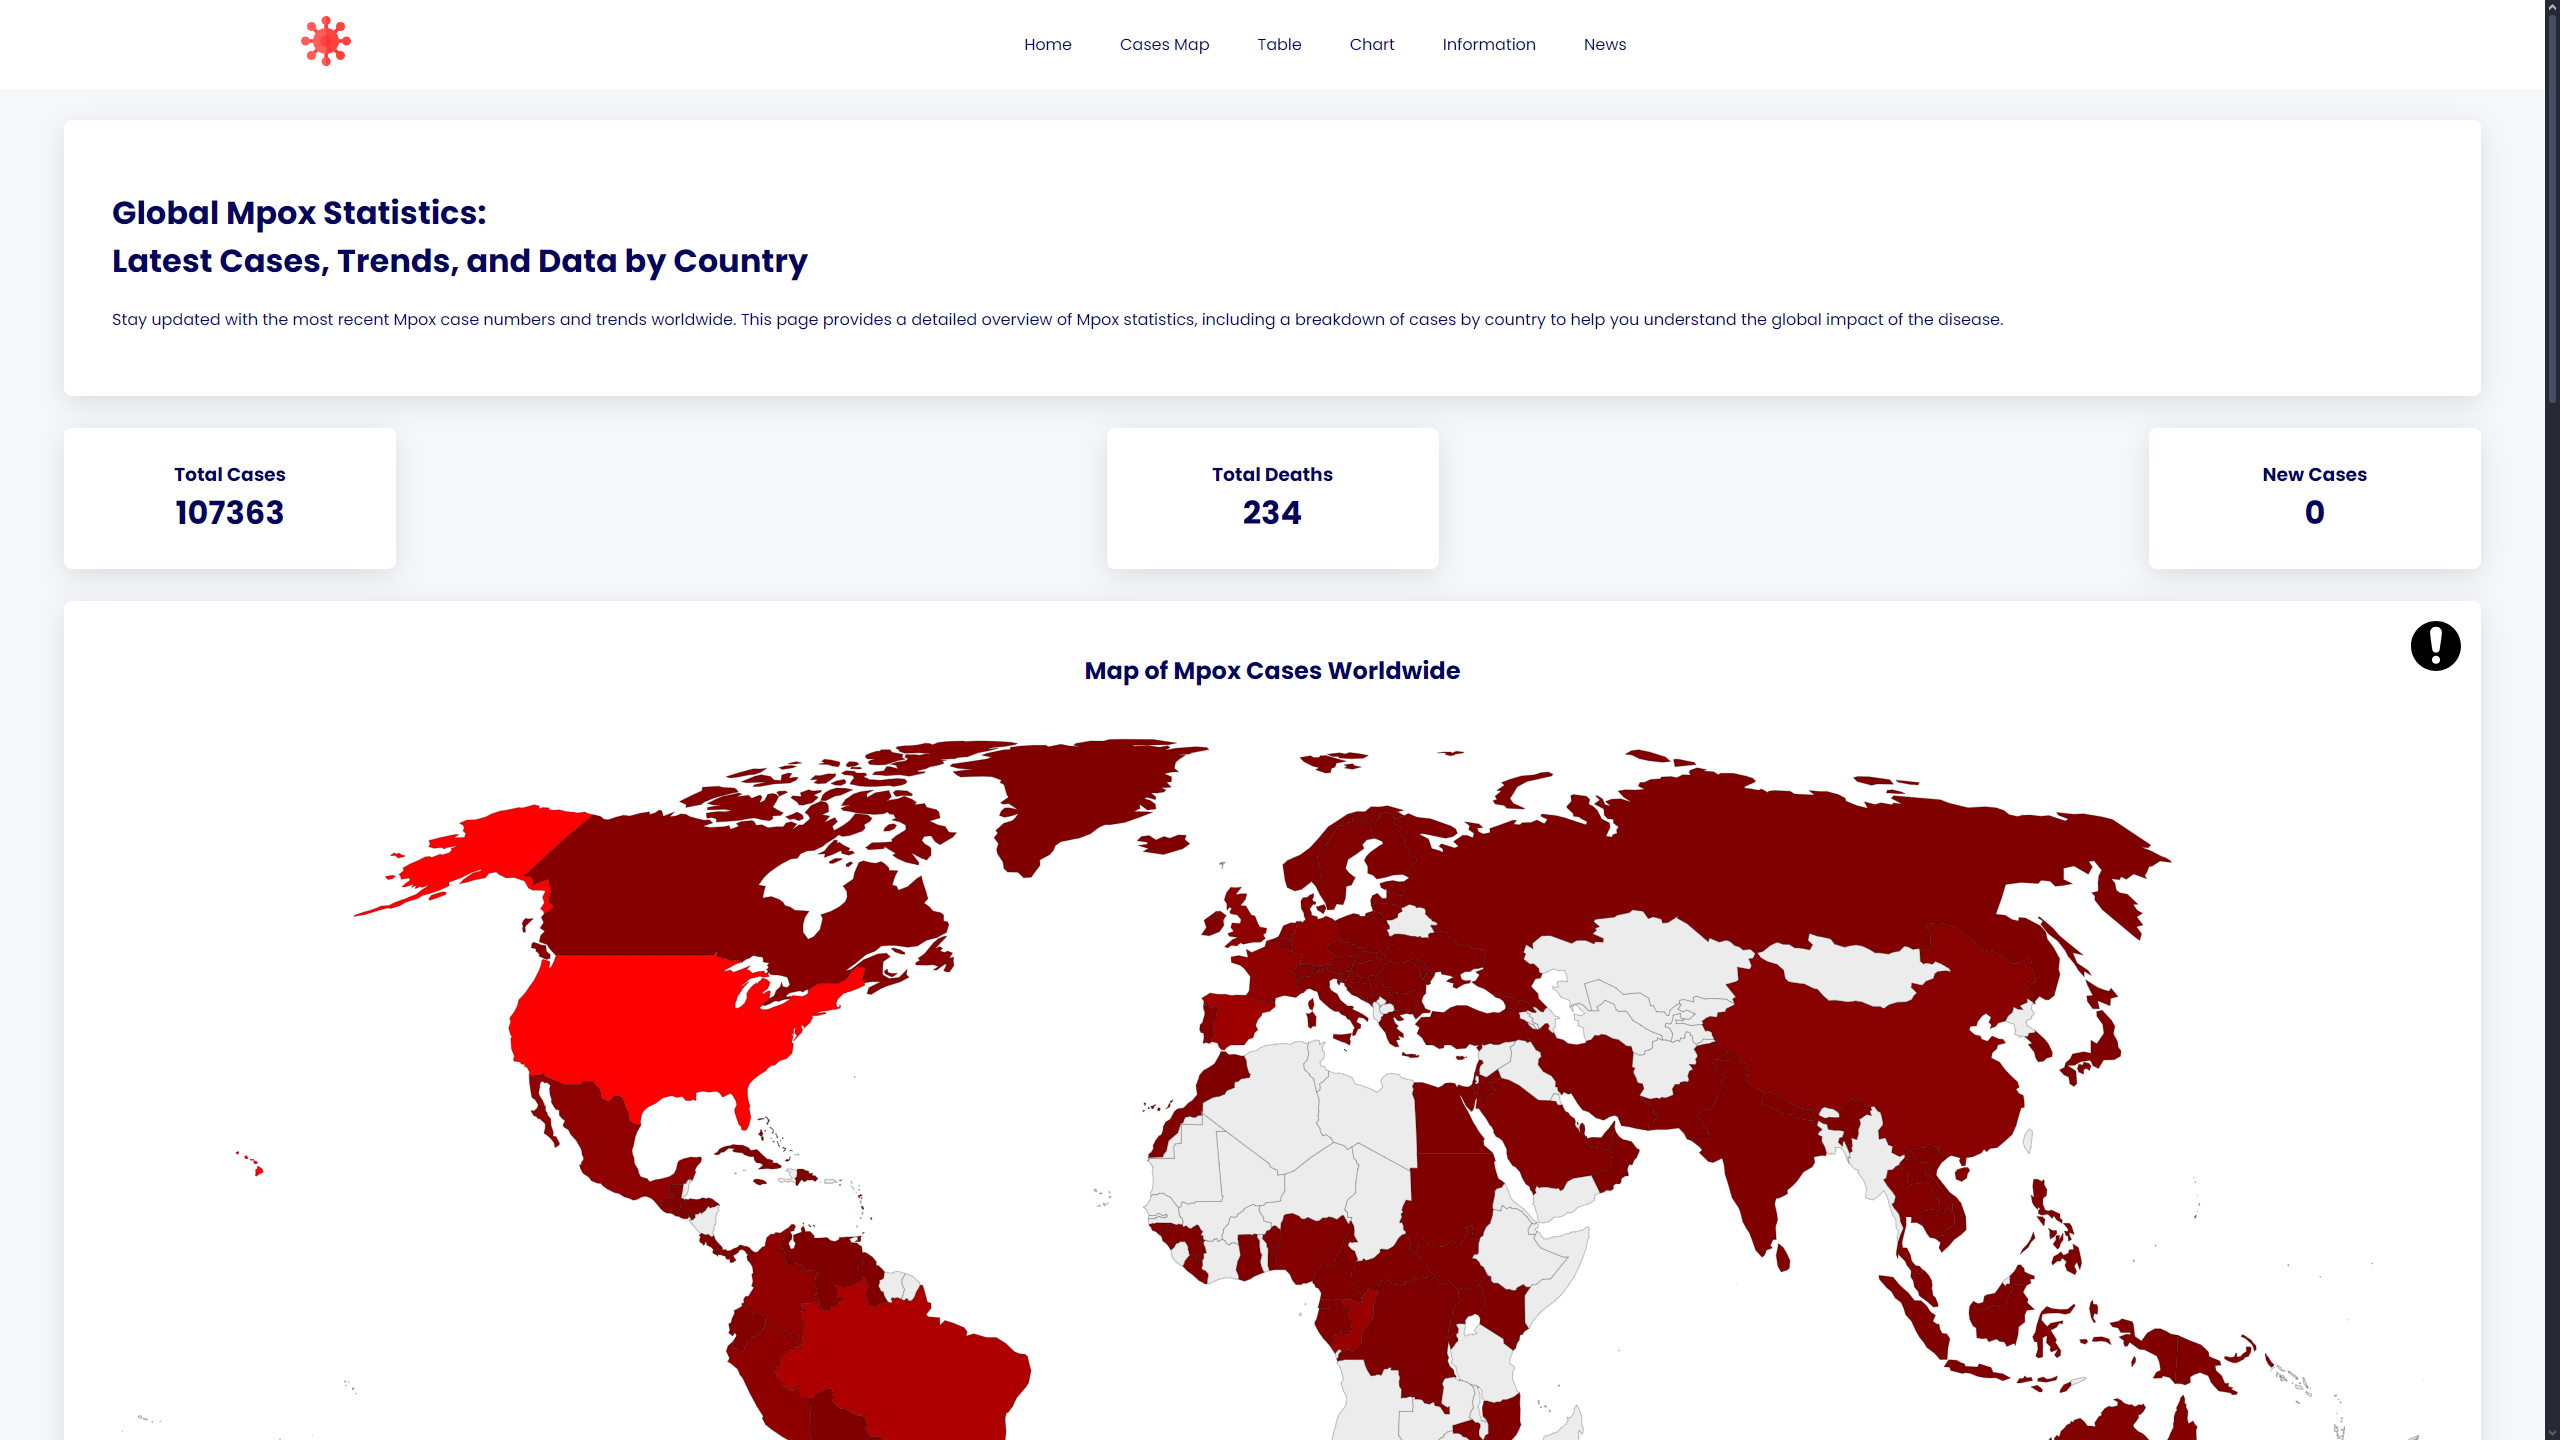 Home
Cases Map
Table
Chart
Information
News
Global Mpox Statistics:
Latest Cases, Trends, and Data by Country
Stay updated with the most recent Mpox case numbers and trends worldwide. This page provides a detailed overview of Mpox statistics, including a breakdown of cases by country to help you understand the global impact of the disease.
Total Cases
107363
Total Deaths
234
New Cases
0
Map of Mpox Cases Worldwide